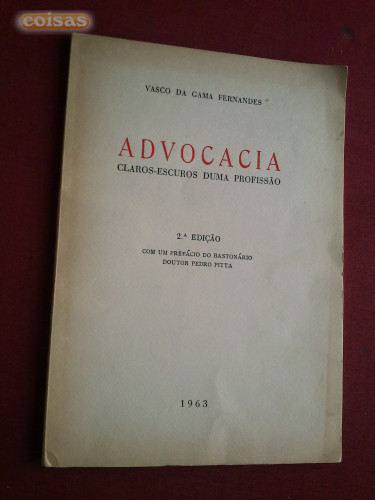 coisas
VASCO DA GAMA FERNANDES
ADVOCACIA
CLAROS-ESCUROS DUMA PROFISSÃO
2.ª EDIÇÃO
COM UM PREFÁCIO DO BASTONÁRIO
DOUTOR PEDRO PITTA
1963